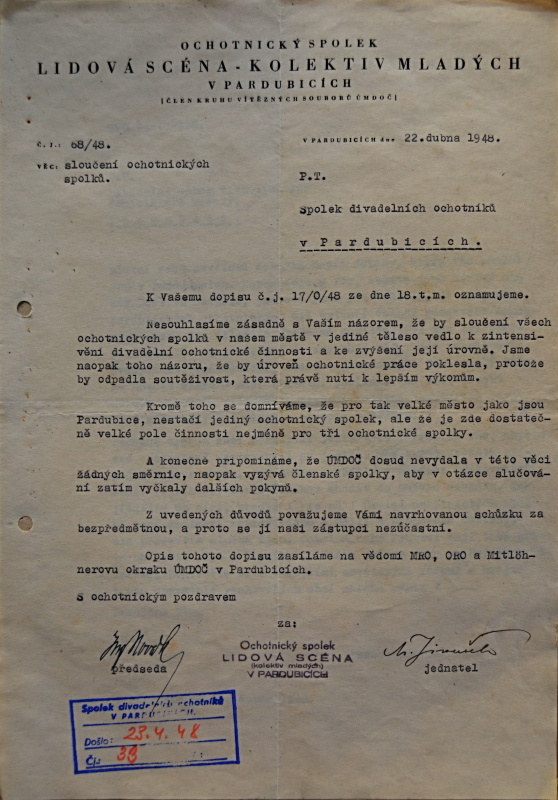 OCHOTNICKÝ SPOLEK
LIDOVÁ SCÉNA - KOLEKTIV MLADÝCH
V PARDUBICÍCH
[ČLEN KRUHU VÍTĚZNÝCH SOUBORŮ ÚMDOČ]
Č. J.: 68/48.
V PARDUBICÍCH dne 22.dubna 1948.
VĚC: sloučení ochotnických
spolků.
P.T.
Spolek divadelních ochotníků
v Pardubicích.
K Vašemu dopisu č.j. 17/O/48 ze dne 18.t.m. oznamujeme.
Nesouhlasíme zásadně s Vaším názorem, že by sloučení všech
ochotnických spolků v našem městě v jediné těleso vedlo k zintensi-
vění divadelní ochotnické činnosti a ke zvýšení její úrovně. Jsme
naopak toho názoru, že by úroveň ochotnické práce poklesla, protože
by odpadla soutěživost, která právě nutí k lepším výkonům.
Kromě toho se domníváme, že pro tak velké město jako jsou
Pardubice, nestačí jediný ochotnický spolek, ale že je zde dostateč-
ně velké pole činnosti nejméně pro tři ochotnické spolky.
A konečně připomínáme, že ÚMDOČ dosud nevydala v této věci
žádných směrnic, naopak vyzývá členské spolky, aby v otázce slučová-
ní zatím vyčkaly dalších pokynů.
Z uvedených důvodů považujeme Vámi navrhovanou schůzku za
bezpředmětnou, a proto se jí naši zástupci nezúčastní.
Opis tohoto dopisu zasíláme na vědomí MRO, ORO a Mitlöh-
nerovu okrsku ÚMDOČ v Pardubicích.
S ochotnickým pozdravem
za:
Ochotnický spolek
LIDOVÁ SCÉNA
(kolektiv mladých)
V PARDUBICÍCH
předseda
jednatel
Spolek divadelních ochotníků
V PARDUBICÍCH.
Došlo: 23.4.48
Čj.: 39